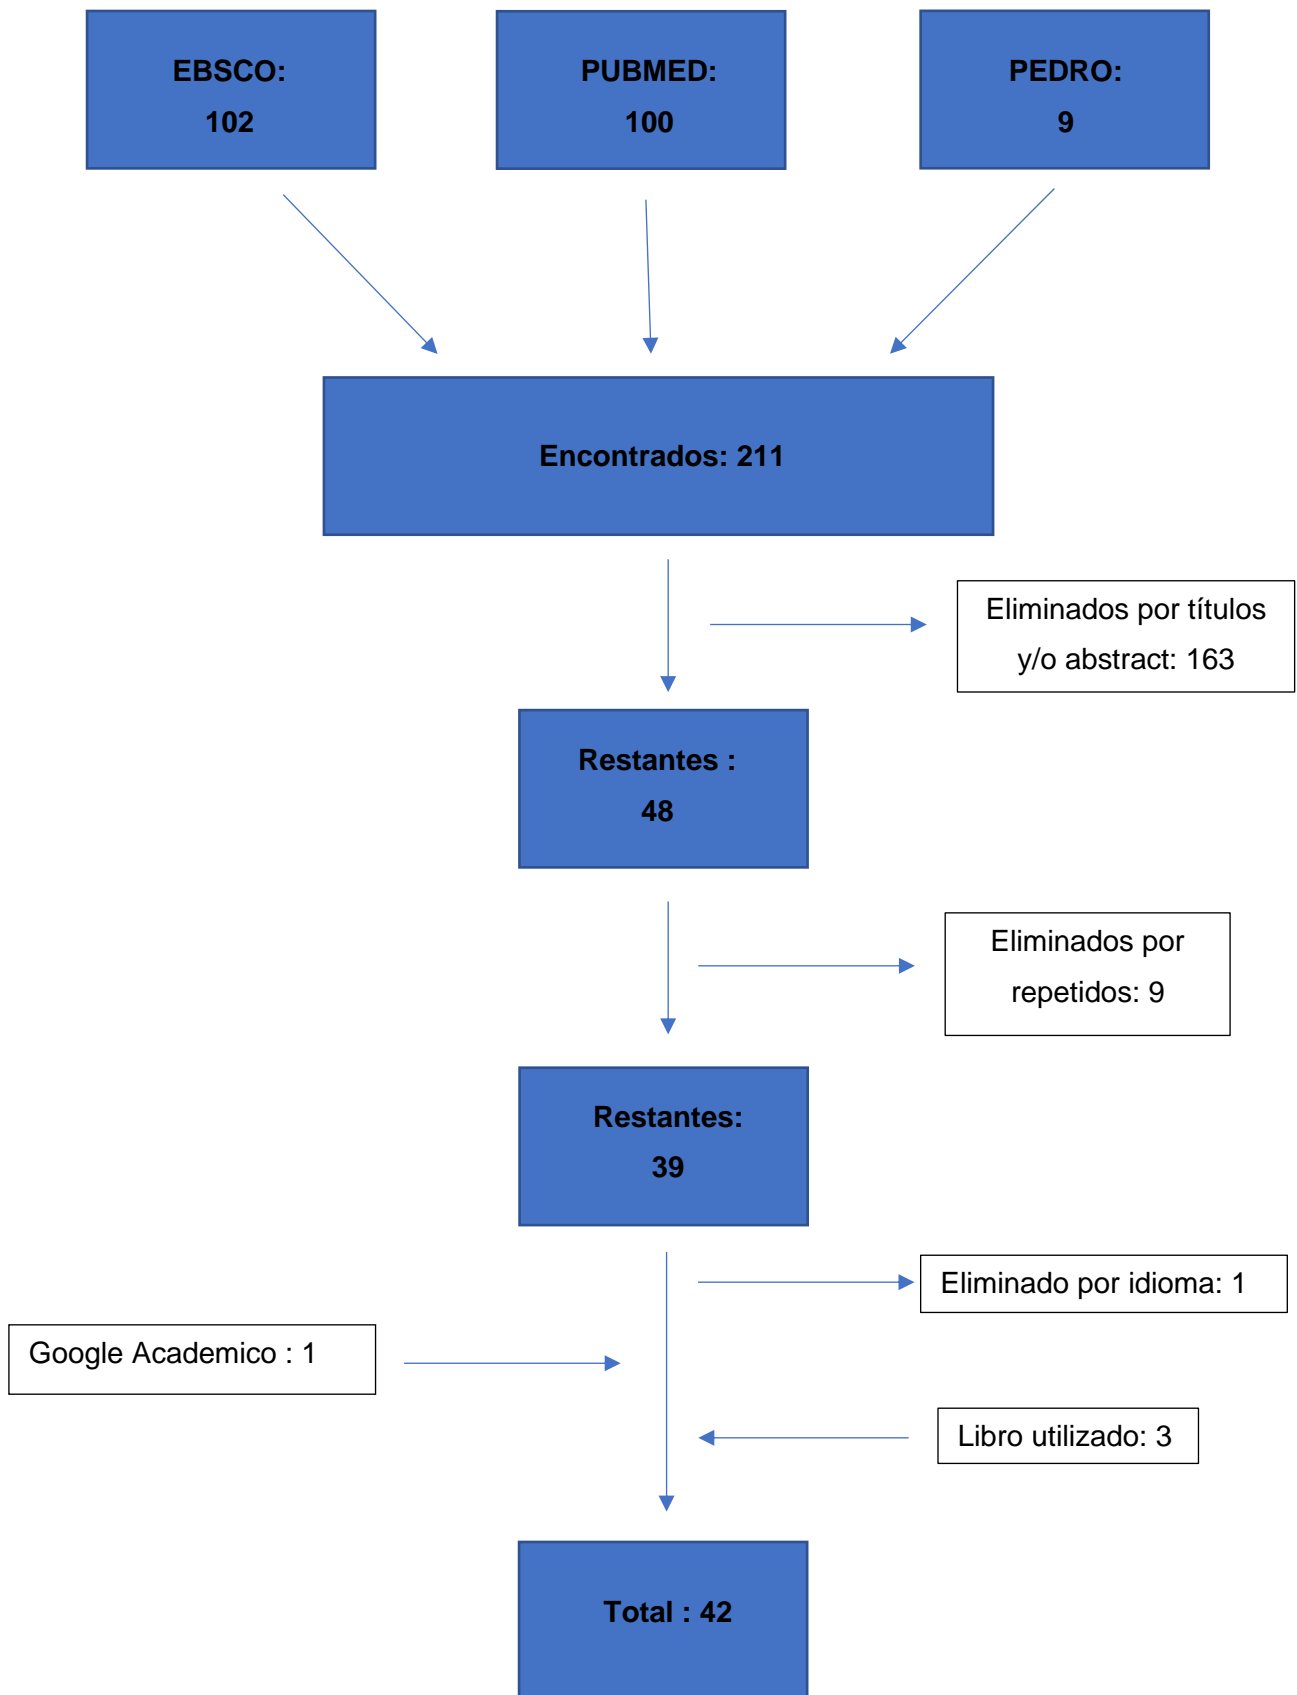 EBSCO:
102
PUBMED:
100
PEDRO:
9
Encontrados: 211
Eliminados por títulos
y/o abstract: 163
Restantes :
48
Eliminados por
repetidos: 9
Restantes:
39
Eliminado por idioma: 1
Google Academico : 1
Libro utilizado: 3
Total : 42